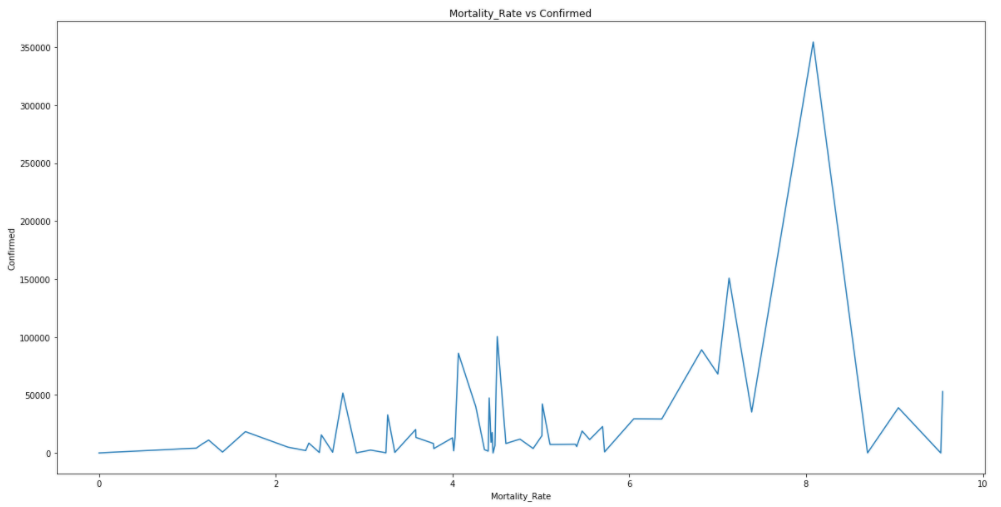 Mortality_Rate vs Confirmed
350000
300000
250000
200000
150000
100000
50000
0
Confirmed
0 2 4 6 8 10
Mortality_Rate